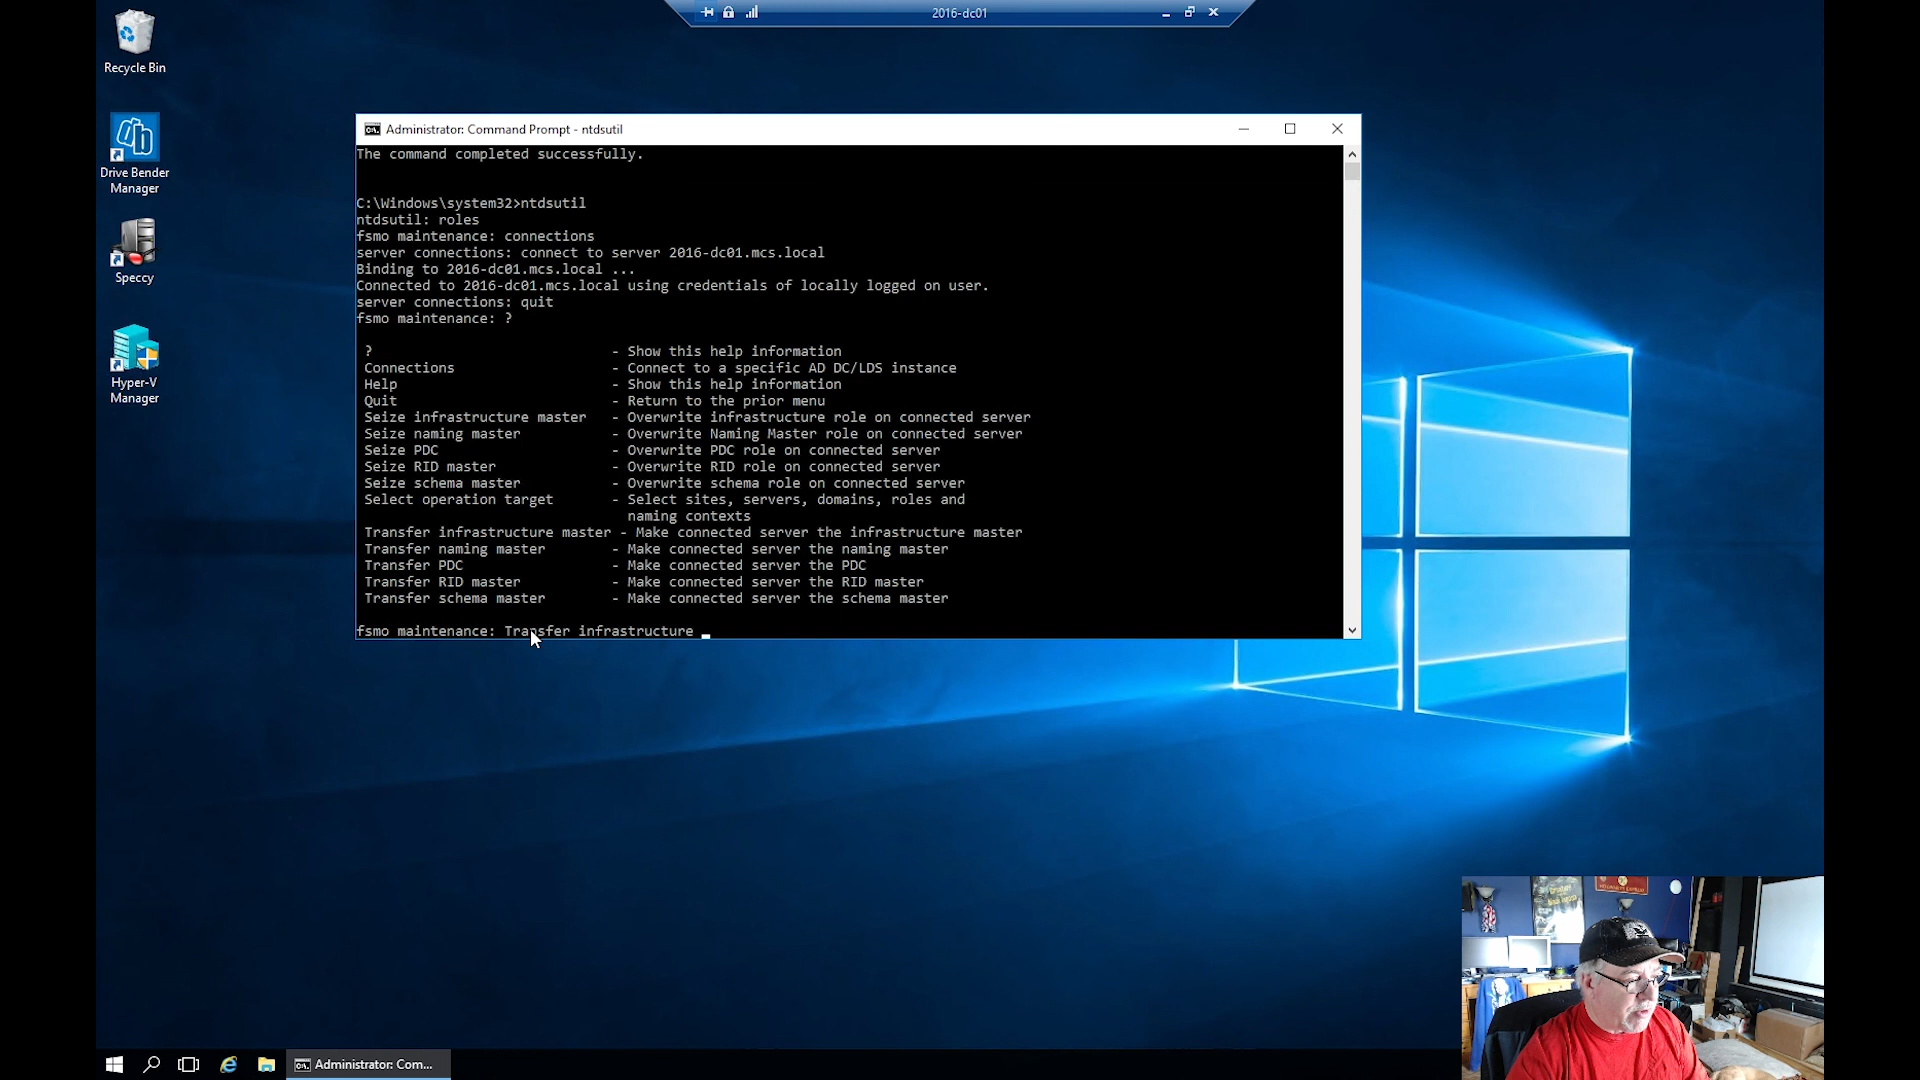 2016-dc01
Recycle Bin
Drive Bender
Manager
Speccy
Hyper-V
Manager
Administrator: Command Prompt - ntdsutil
The command completed successfully.
C:\Windows\system32>ntdsutil
ntdsutil: roles
fsmo maintenance: connections
server connections: connect to server 2016-dc01.mcs.local
Binding to 2016-dc01.mcs.local ...
Connected to 2016-dc01.mcs.local using credentials of locally logged on user.
server connections: quit
fsmo maintenance: ?
? - Show this help information
Connections - Connect to a specific AD DC/LDS instance
Help - Show this help information
Quit - Return to the prior menu
Seize infrastructure master - Overwrite infrastructure role on connected server
Seize naming master - Overwrite Naming Master role on connected server
Seize PDC - Overwrite PDC role on connected server
Seize RID master - Overwrite RID role on connected server
Seize schema master - Overwrite schema role on connected server
Select operation target - Select sites, servers, domains, roles and
naming contexts
Transfer infrastructure master - Make connected server the infrastructure master
Transfer naming master - Make connected server the naming master
Transfer PDC - Make connected server the PDC
Transfer RID master - Make connected server the RID master
Transfer schema master - Make connected server the schema master
fsmo maintenance: Transfer infrastructure _
Administrator: Com...